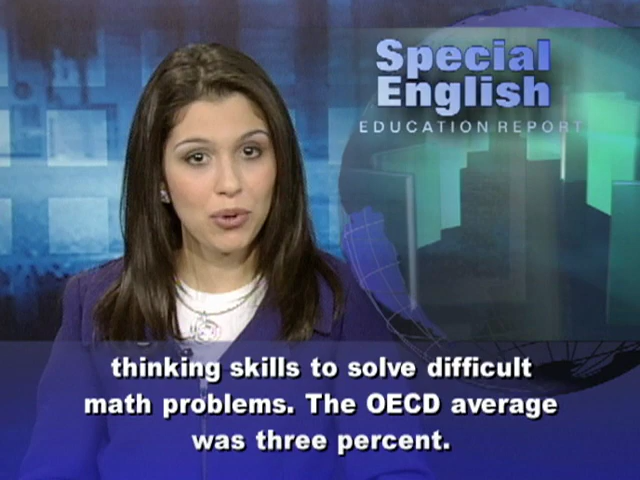 Special
English
EDUCATION REPORT
thinking skills to solve difficult
math problems. The OECD average
was three percent.